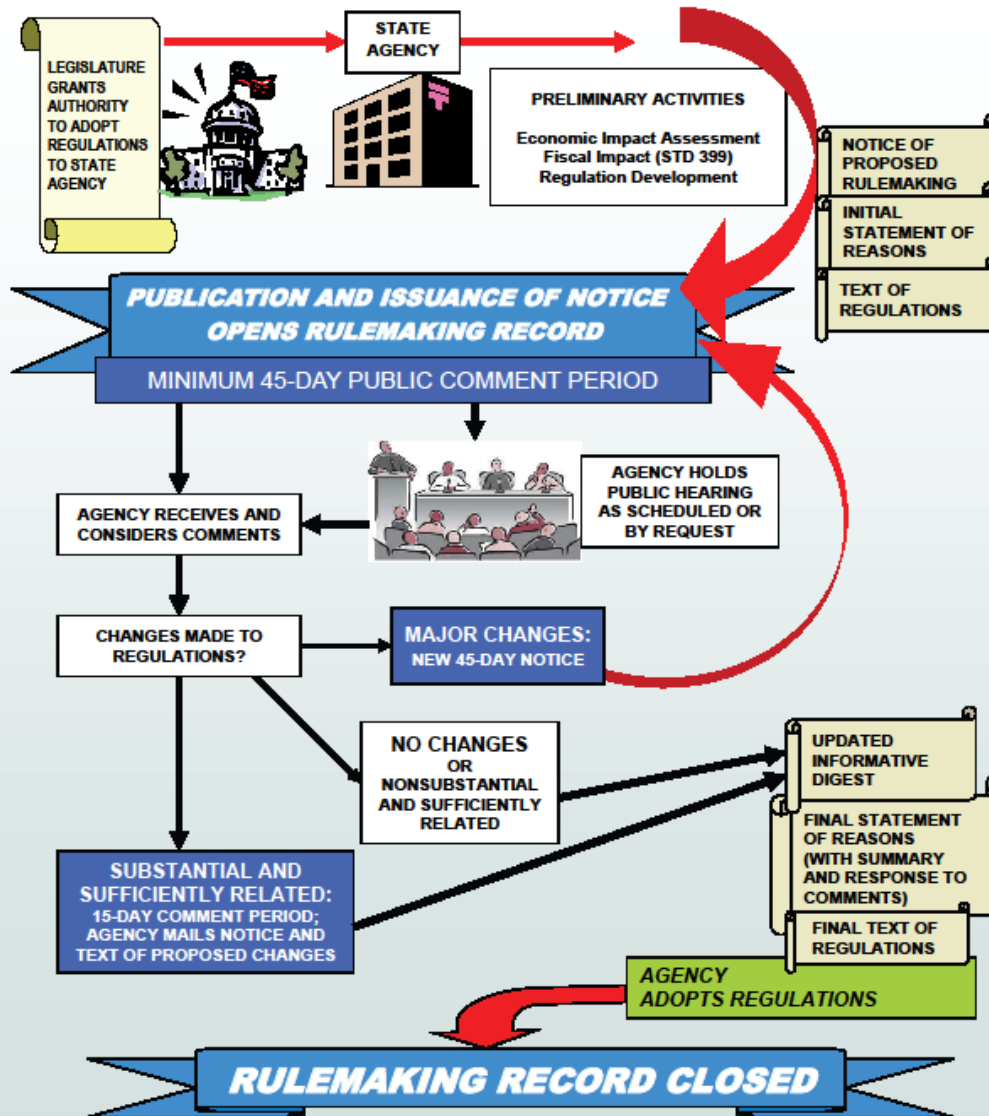 LEGISLATURE
GRANTS
AUTHORITY
TO ADOPT
REGULATIONS
TO STATE
AGENCY
STATE
AGENCY
PRELIMINARY ACTIVITIES
Economic Impact Assessment
Fiscal Impact (STD 399)
Regulation Development
NOTICE OF
PROPOSED
RULEMAKING
INITIAL
STATEMENT OF
REASONS
TEXT OF
REGULATIONS
PUBLICATION AND ISSUANCE OF NOTICE
OPENS RULEMAKING RECORD
MINIMUM 45-DAY PUBLIC COMMENT PERIOD
AGENCY HOLDS
PUBLIC HEARING
AS SCHEDULED OR
BY REQUEST
AGENCY RECEIVES AND
CONSIDERS COMMENTS
CHANGES MADE TO
REGULATIONS?
MAJOR CHANGES:
NEW 45-DAY NOTICE
NO CHANGES
OR
NONSUBSTANTIAL
AND SUFFICIENTLY
RELATED
SUBSTANTIAL AND
SUFFICIENTLY RELATED:
15-DAY COMMENT PERIOD;
AGENCY MAILS NOTICE AND
TEXT OF PROPOSED CHANGES
UPDATED
INFORMATIVE
DIGEST
FINAL STATEMENT
OF REASONS
(WITH SUMMARY
AND RESPONSE TO
COMMENTS)
FINAL TEXT OF
REGULATIONS
AGENCY
ADOPTS REGULATIONS
RULEMAKING RECORD CLOSED